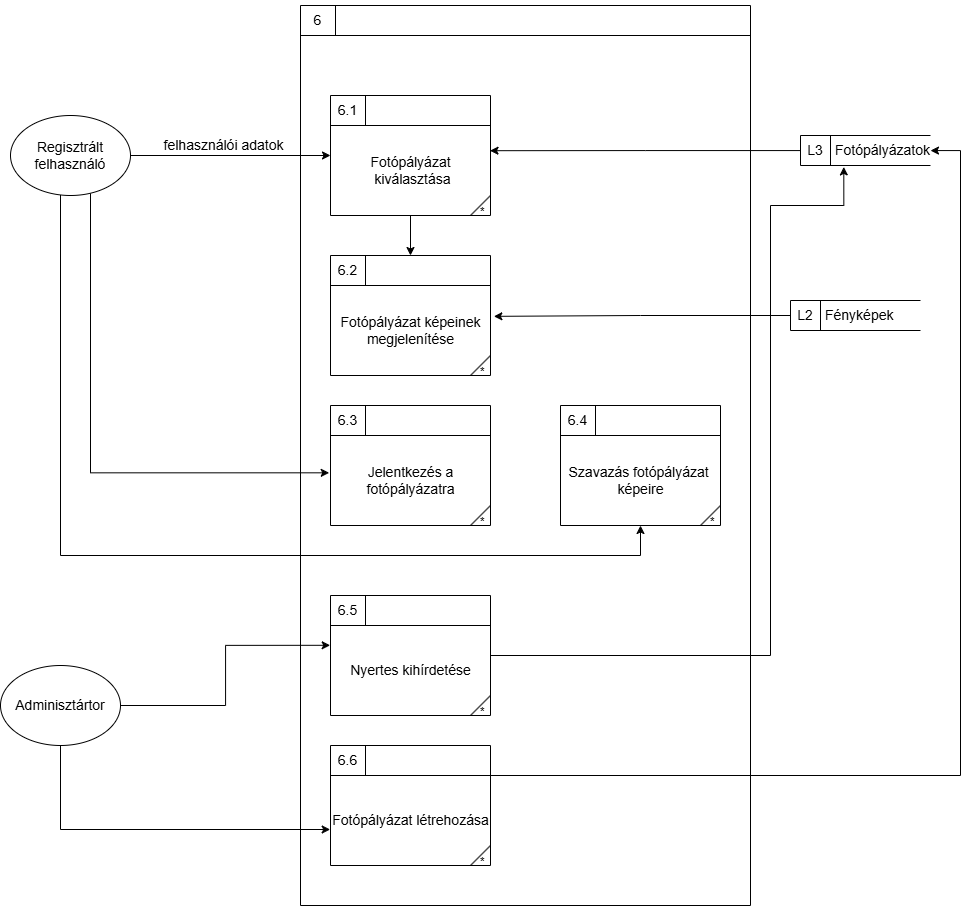 6
6.1
Regisztrált
felhasználó
felhasználói adatok
Fotópályázat
kiválasztása
*
L3
Fotópályázatok
6.2
Fotópályázat képeinek
megjelenítése
*
L2
Fényképek
6.3
Jelentkezés a
fotópályázatra
*
6.4
Szavazás fotópályázat
képeire
*
6.5
Nyertes kihírdetése
*
Adminisztártor
6.6
Fotópályázat létrehozása
*